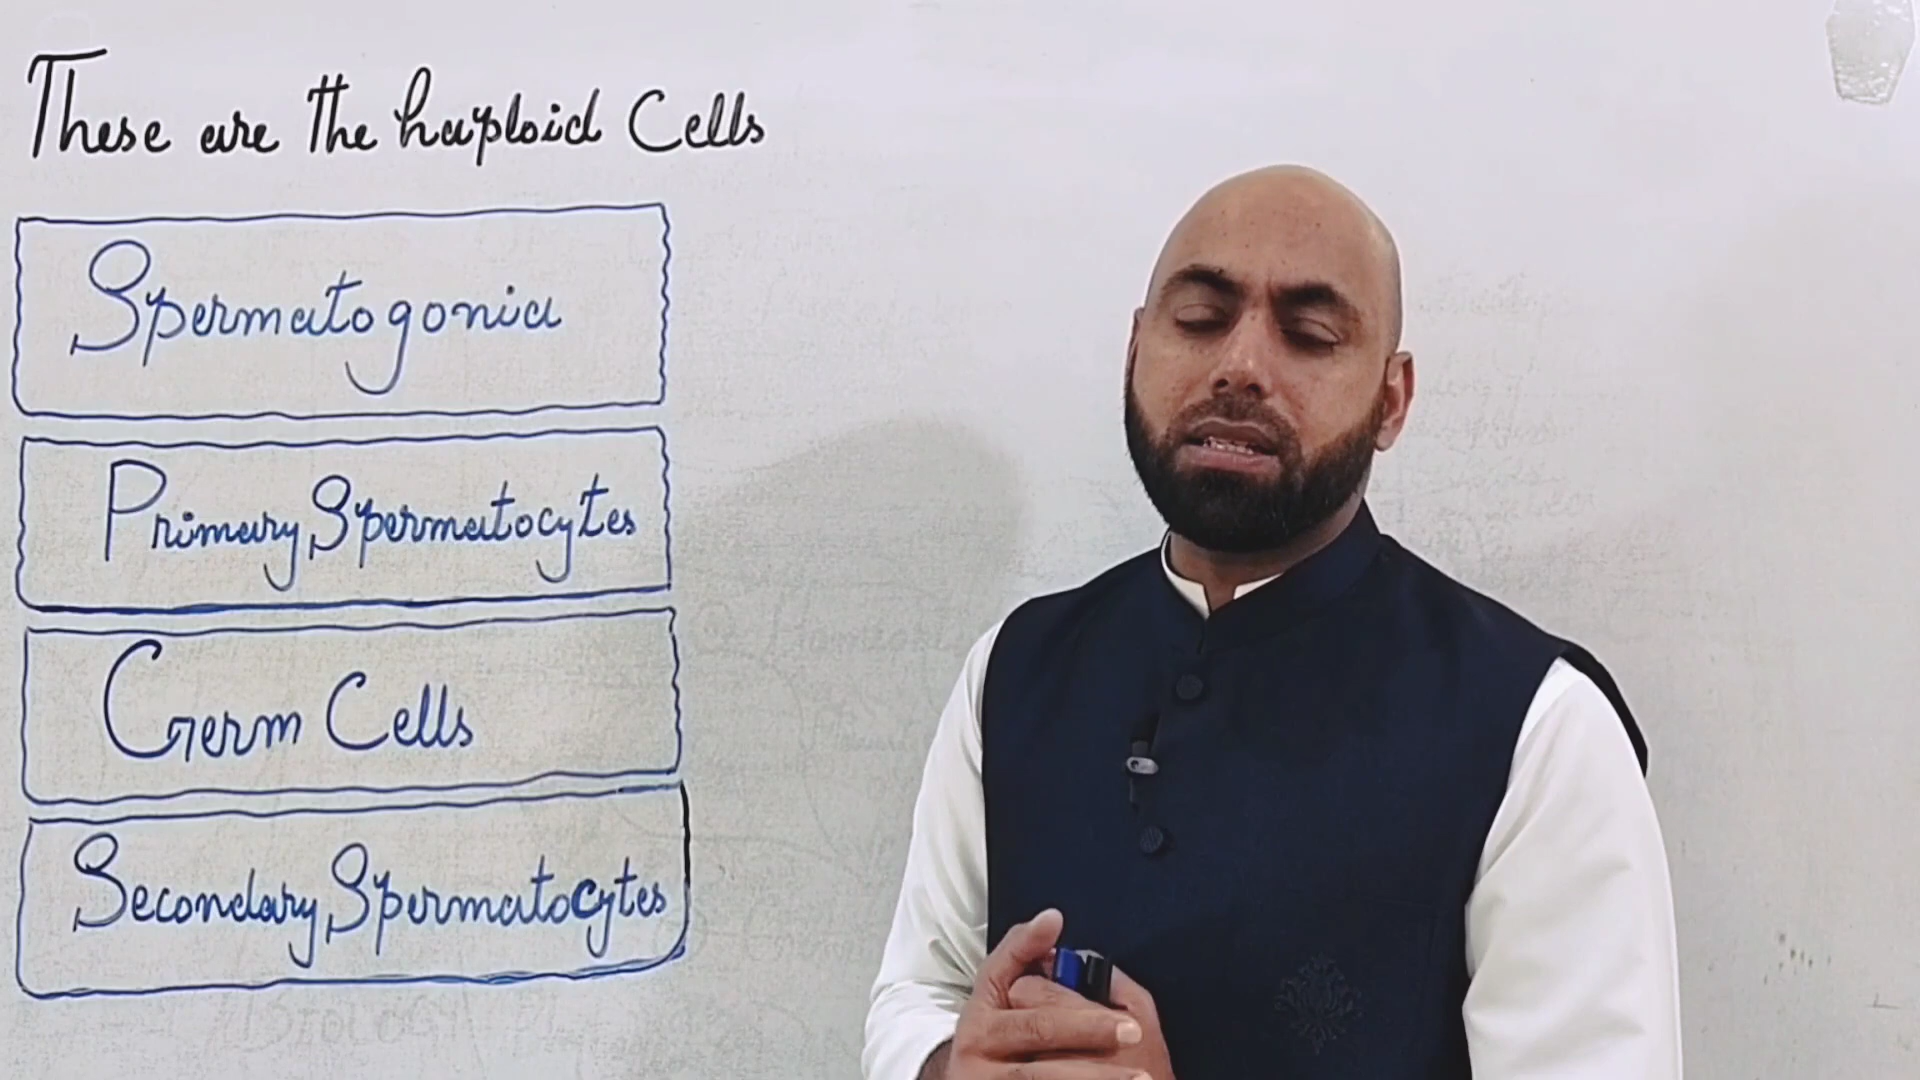 These are the haploid Cells
Spermatogonia
Primary Spermatocytes
Germ Cells
Secondary Spermatocytes